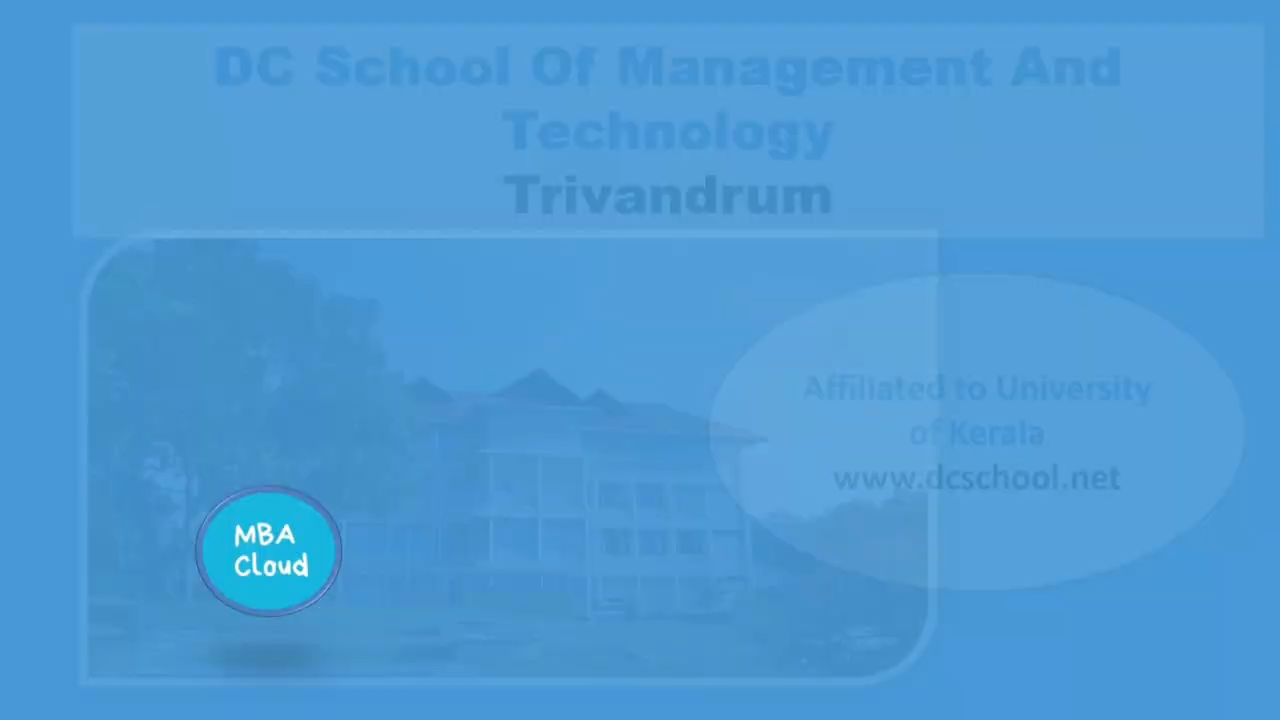 DC School Of Management And
Technology
Trivandrum
Affiliated to University
of Kerala
www.dcschool.net
MBA
Cloud